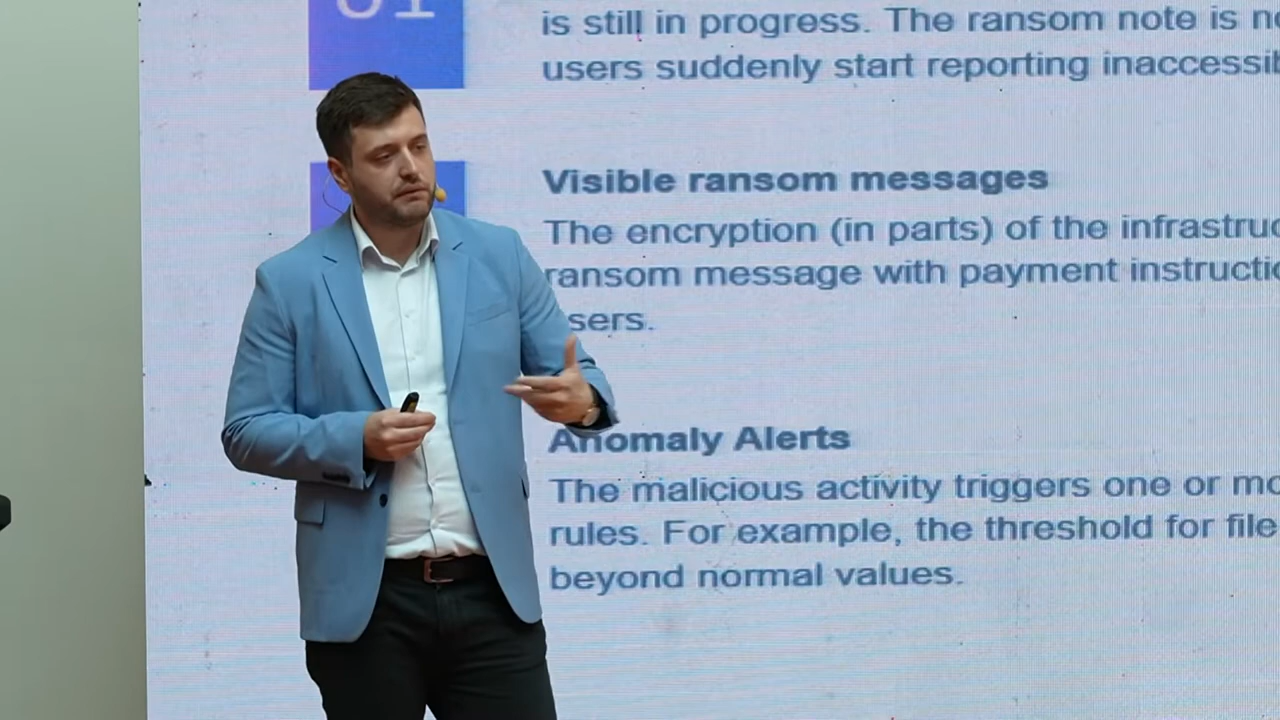 01
is still in progress. The ransom note is
users suddenly start reporting
Visible ransom messages
The encryption (in parts) of the
ransom message with payment
sers.
Anomaly Alerts
The malicious activity triggers one or
rules. For example, the threshold for file
beyond normal values.